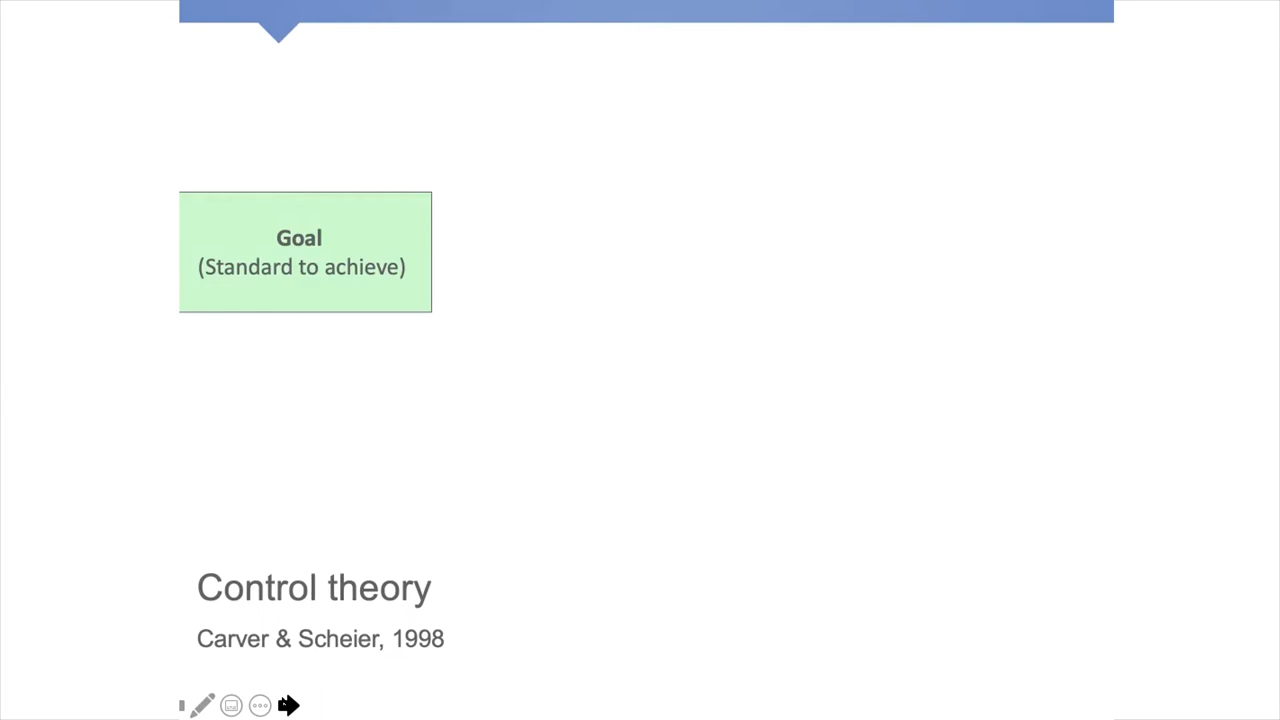 Goal
(Standard to achieve)
Control theory
Carver & Scheier, 1998